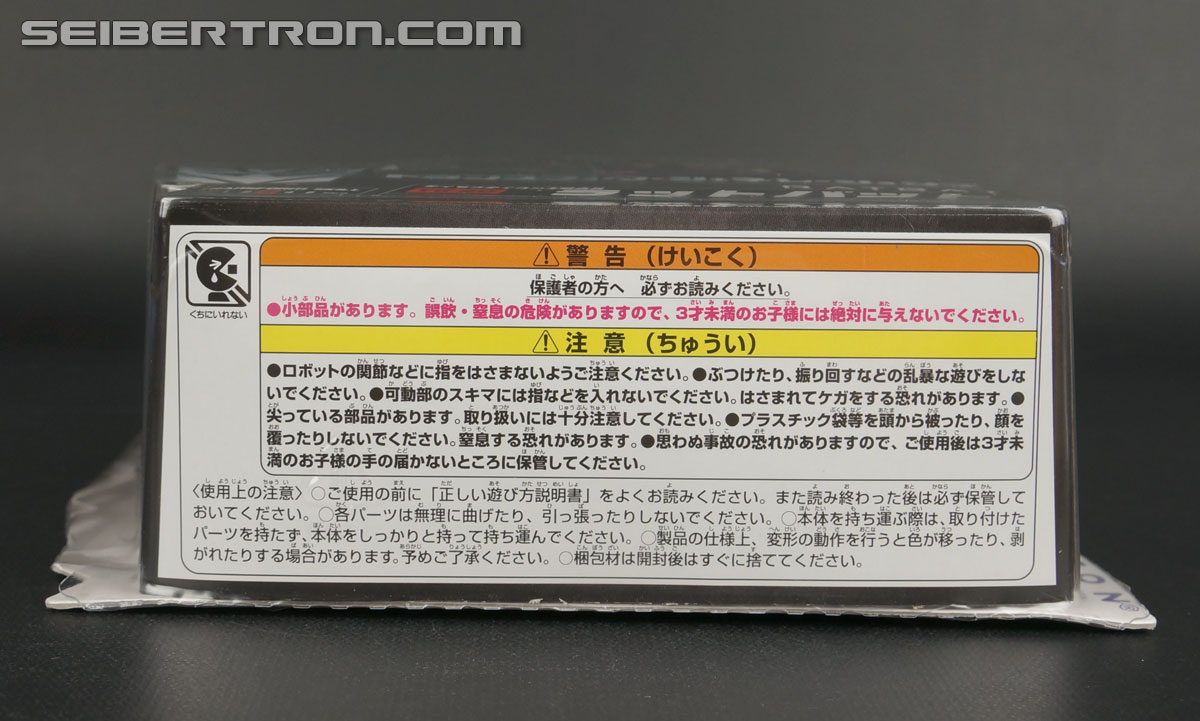 SEIBERTRON.com
警告（けいこく）
保護者の方へ 必ずお読みください。
くちにいれない
●小部品があります。誤飲・窒息の危険がありますので、3才未満のお子様には絶対に与えないでください。
注意（ちゅうい）
●ロボットの関節などに指をはさまないようご注意ください。●ぶつけたり、振り回すなどの乱暴な遊びをしな
いでください。●可動部のスキマには指などを入れないでください。はさまれてケガをする恐れがあります。●
尖っている部品があります。取り扱いには十分注意してください。●プラスチック袋等を頭から被ったり、顔を
覆ったりしないでください。窒息する恐れがあります。●思わぬ事故の恐れがありますので、ご使用後は3才未
満のお子様の手の届かないところに保管してください。
〈使用上の注意〉○ご使用の前に「正しい遊び方説明書」をよくお読みください。また読み終わった後は必ず保管して
おいてください。○各パーツは無理に曲げたり、引っ張ったりしないでください。○本体を持ち運ぶ際は、取り付けた
パーツを持たず、本体をしっかりと持って持ち運んでください。○製品の仕様上、変形の動作を行うと色が移ったり、剥
がれたりする場合があります。予めご了承ください。○梱包材は開封後はすぐに捨ててください。